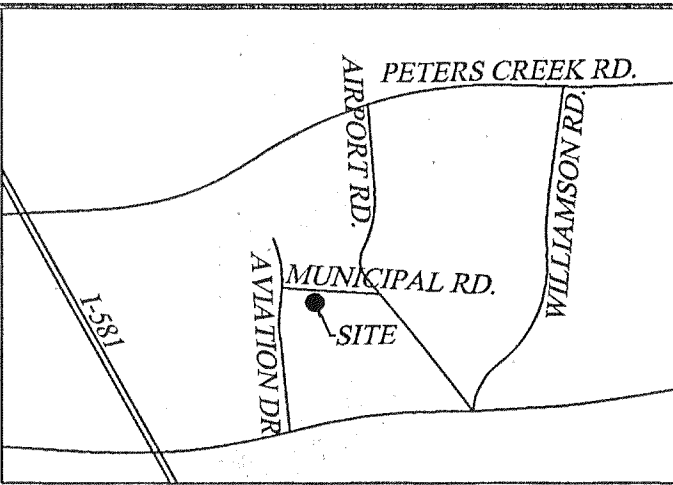 PETERS CREEK RD.
AIRPORT RD.
WILLIAMSON RD.
MUNICIPAL RD.
AVIATION DR
SITE
I-581